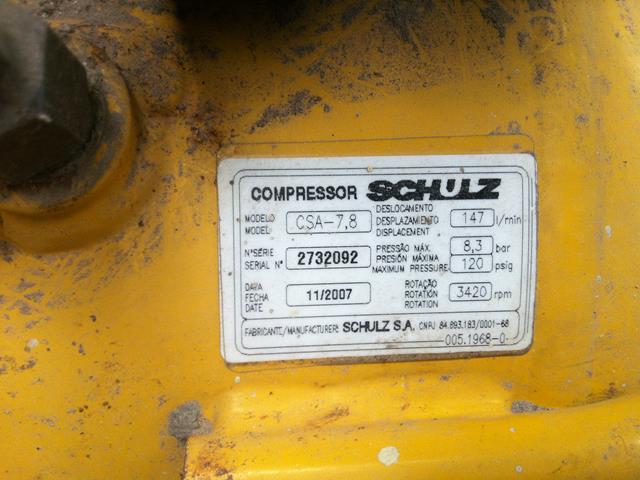 COMPRESSOR SCHULZ
MODELO
MODEL
CSA-7,8
DESLOCAMENTO
DESPLAZAMIENTO
DISPLACEMENT
147 l/min
N° SÉRIE
SERIAL N°
2732092
PRESSÃO MÁX.
PRESIÓN MÁXIMA
MAXIMUM PRESSURE
8,3 bar
120 psig
DATA
FECHA
DATE
11/2007
ROTAÇÃO
ROTATIÓN
ROTATION
3420 rpm
FABRICANTE/MANUFACTURER: SCHULZ S.A. CNPJ 84.693.183/0001-68
005.1968-0